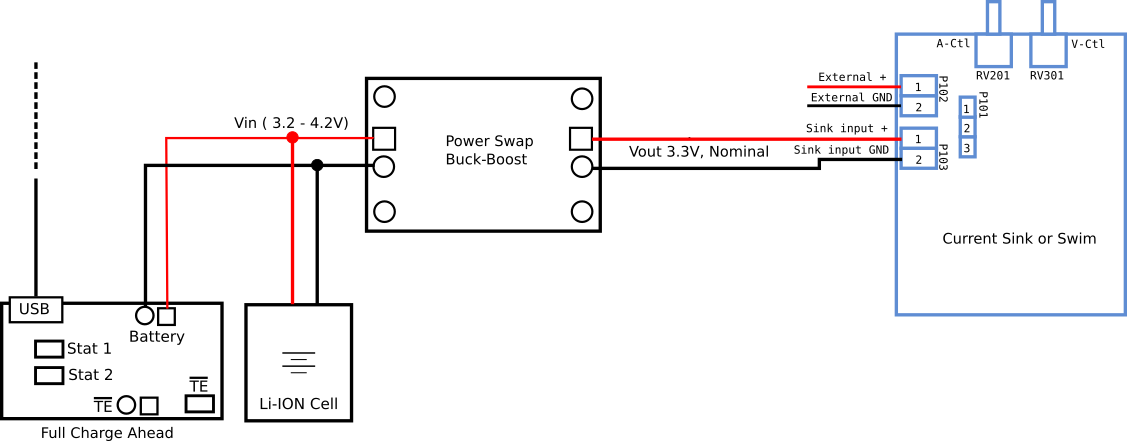 A-Ctl
V-Ctl
RV201
RV301
External +
1
P102
P101
External GND
2
1
Vin ( 3.2 - 4.2V)
Power Swap
Buck-Boost
Sink input +
1
2
Vout 3.3V, Nominal
Sink input GND
2
P103
3
Current Sink or Swim
USB
Battery
Stat 1
Stat 2
TE
TE
Li-ION Cell
Full Charge Ahead